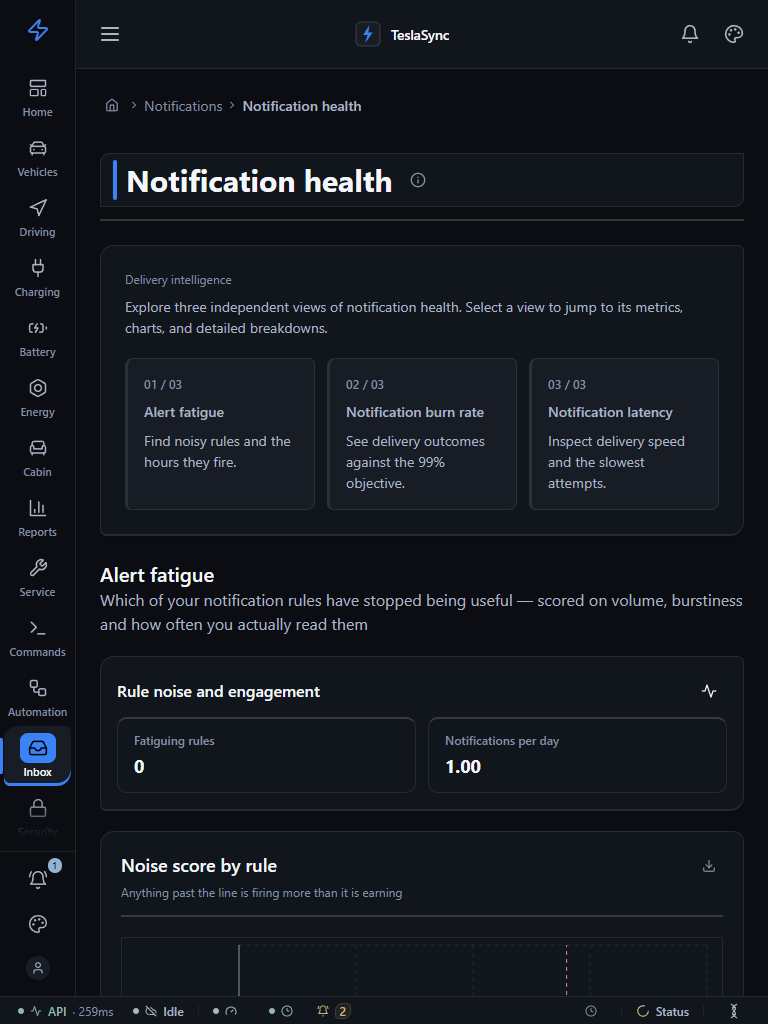 TeslaSync
Home
Vehicles
Driving
Charging
Battery
Energy
Cabin
Reports
Service
Commands
Automation
Inbox
Security
1
Notifications
Notification health
Notification health
Delivery intelligence
Explore three independent views of notification health. Select a view to jump to its metrics,
charts, and detailed breakdowns.
01 / 03
Alert fatigue
Find noisy rules and the
hours they fire.
02 / 03
Notification burn rate
See delivery outcomes
against the 99%
objective.
03 / 03
Notification latency
Inspect delivery speed
and the slowest
attempts.
Alert fatigue
Which of your notification rules have stopped being useful — scored on volume, burstiness
and how often you actually read them
Rule noise and engagement
Fatiguing rules
0
Notifications per day
1.00
Noise score by rule
Anything past the line is firing more than it is earning
API · 259ms
Idle
2
Status